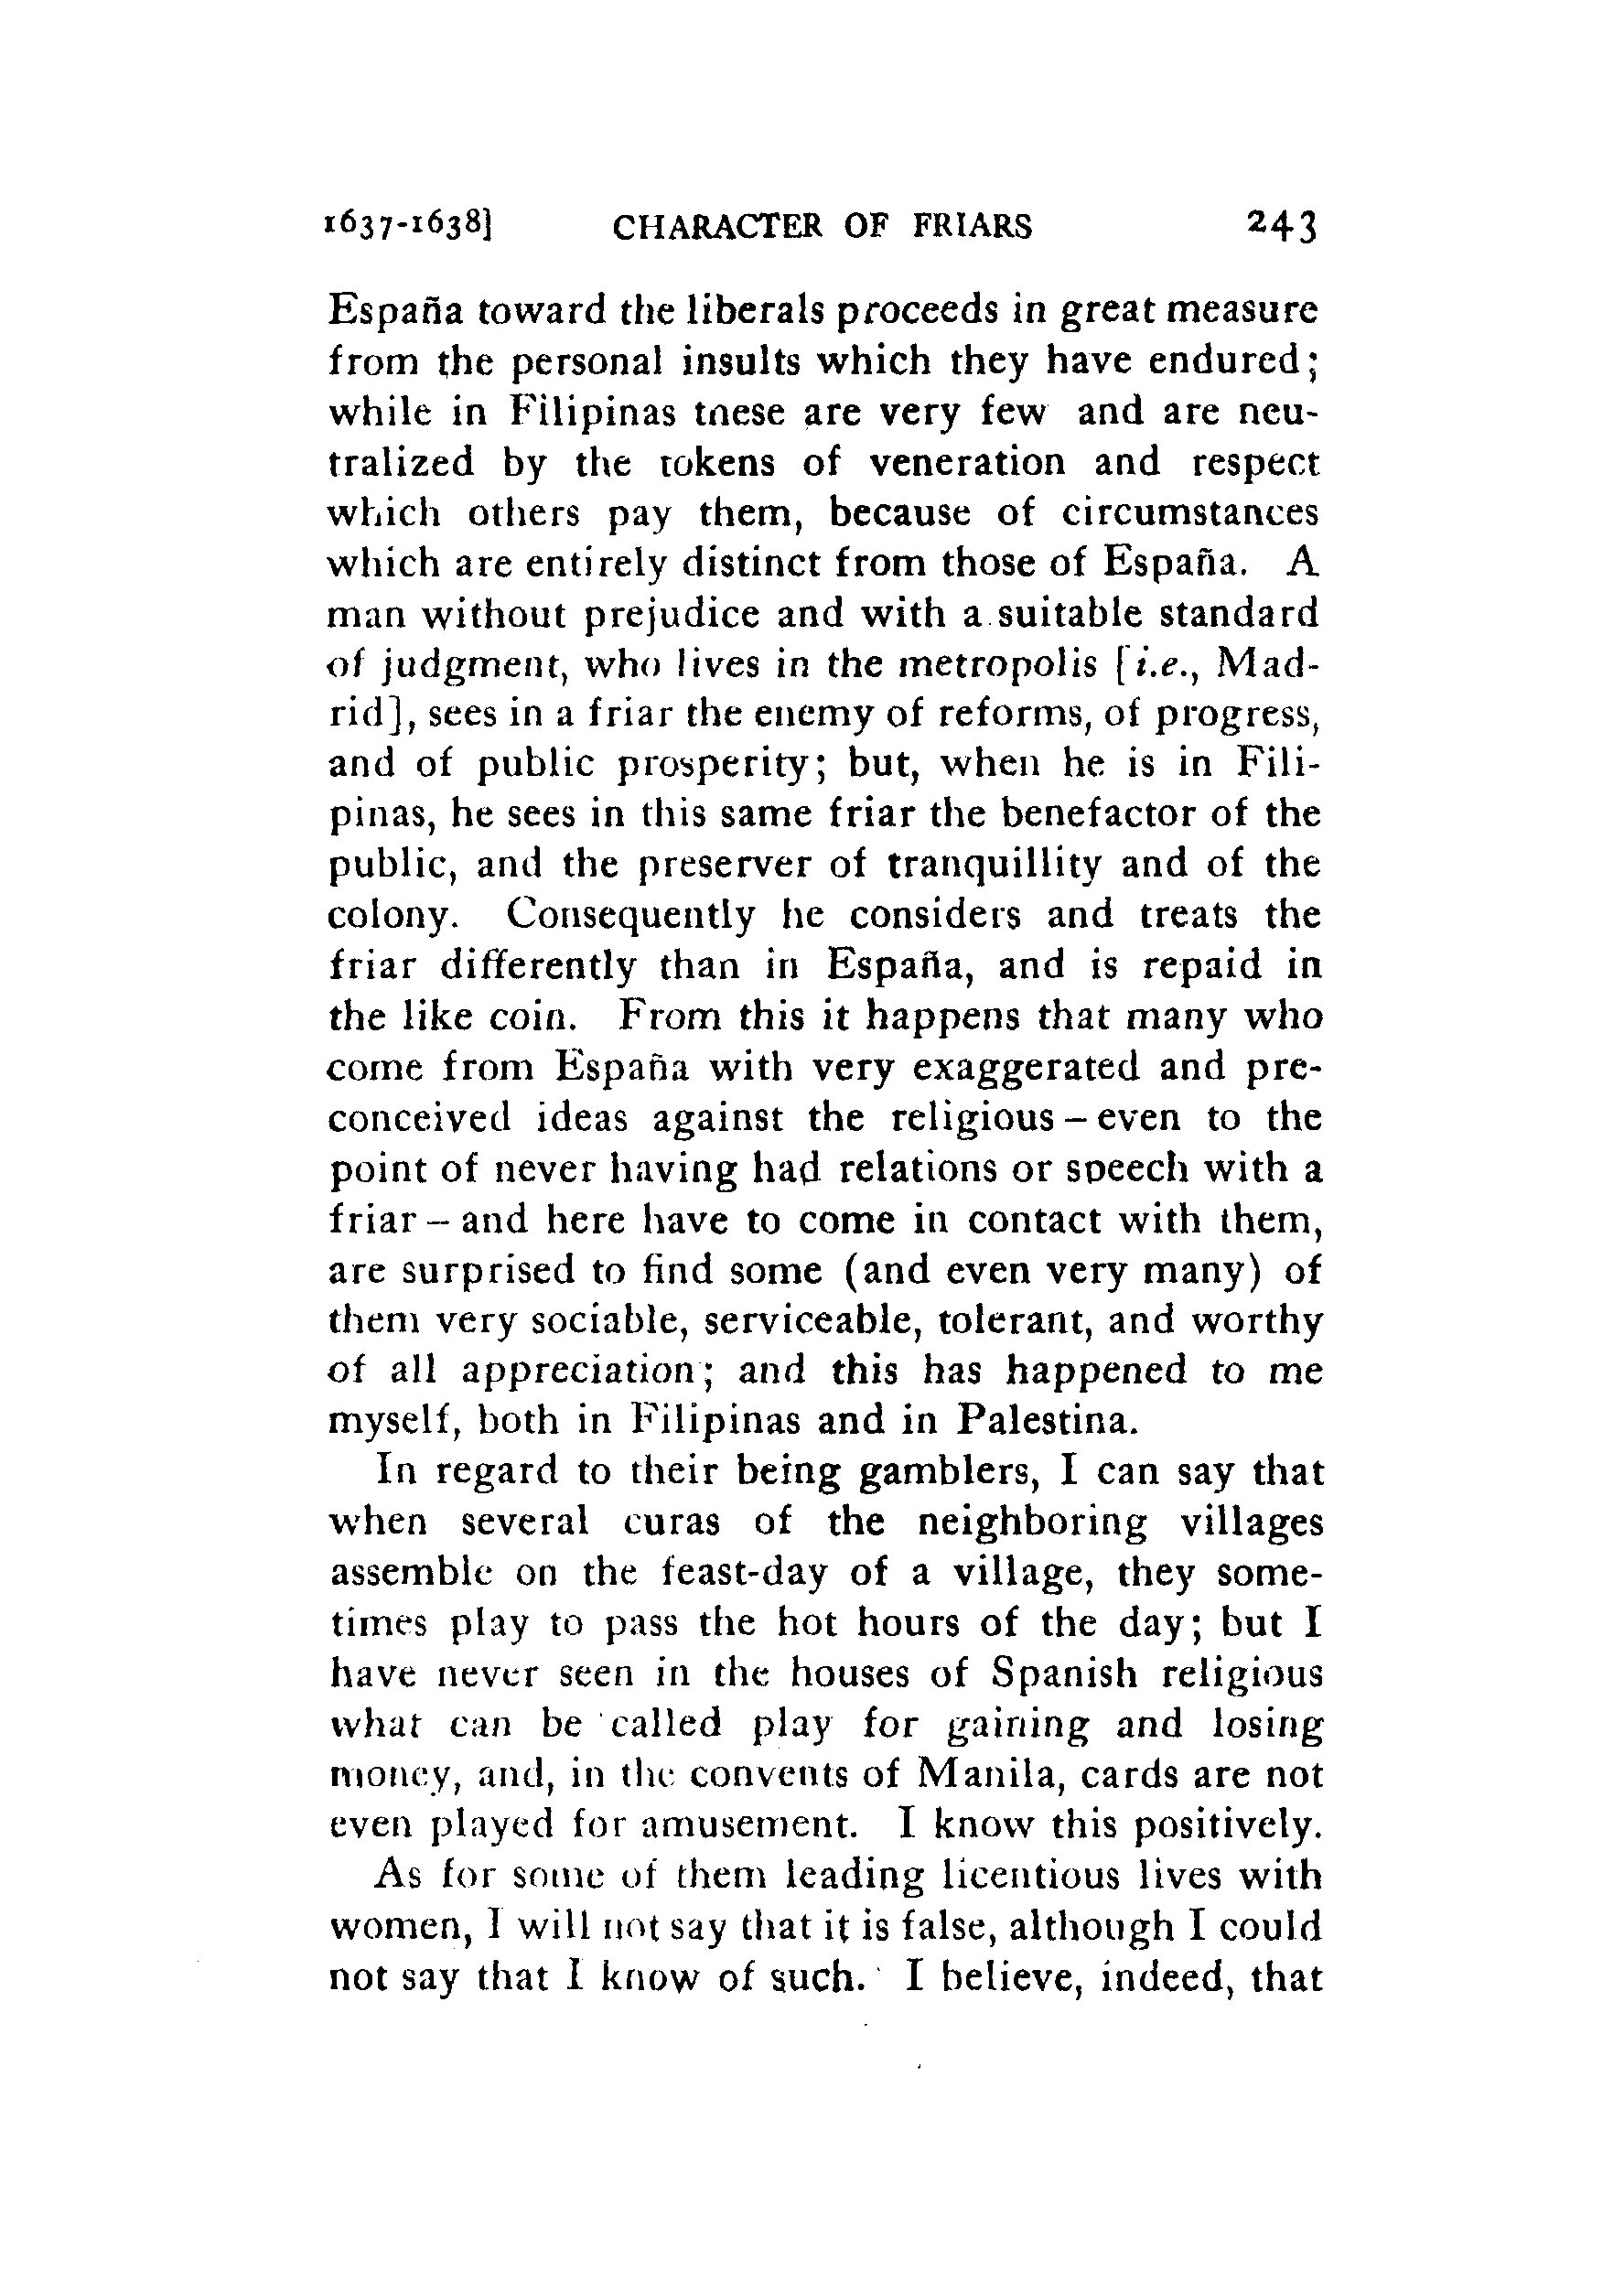 1637-1638] CHARACTER OF FRIARS 243
España toward the liberals proceeds in great measure
from the personal insults which they have endured;
while in Filipinas these are very few and are neu-
tralized by the tokens of veneration and respect
which others pay them, because of circumstances
which are entirely distinct from those of España. A
man without prejudice and with a suitable standard
of judgment, who lives in the metropolis [i.e., Mad-
rid], sees in a friar the enemy of reforms, of progress,
and of public prosperity; but, when he is in Fili-
pinas, he sees in this same friar the benefactor of the
public, and the preserver of tranquillity and of the
colony. Consequently he considers and treats the
friar differently than in España, and is repaid in
the like coin. From this it happens that many who
come from España with very exaggerated and pre-
conceived ideas against the religious – even to the
point of never having had relations or speech with a
friar – and here have to come in contact with them,
are surprised to find some (and even very many) of
them very sociable, serviceable, tolerant, and worthy
of all appreciation; and this has happened to me
myself, both in Filipinas and in Palestina.
In regard to their being gamblers, I can say that
when several curas of the neighboring villages
assemble on the feast-day of a village, they some-
times play to pass the hot hours of the day; but I
have never seen in the houses of Spanish religious
what can be called play for gaining and losing
money, and, in the convents of Manila, cards are not
even played for amusement. I know this positively.
As for some of them leading licentious lives with
women, I will not say that it is false, although I could
not say that I know of such. I believe, indeed, that